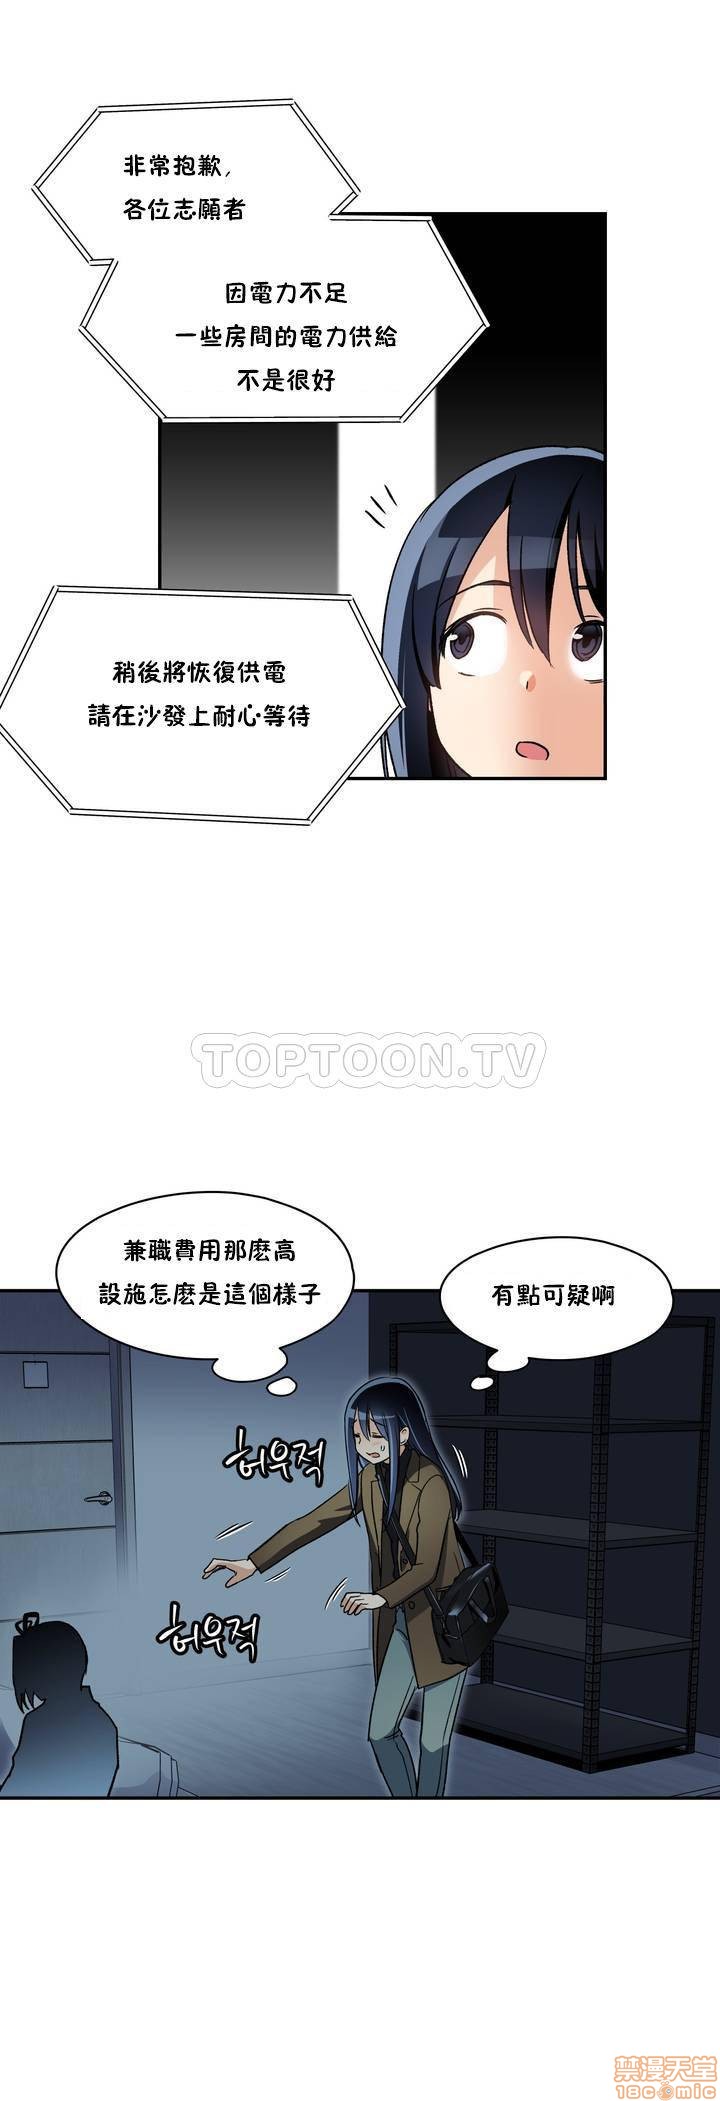 非常抱歉,
各位志願者
因電力不足
一些房間的電力供給
不是很好
稍後將恢復供電
請在沙發上耐心等待
TOPTOON.TV
兼職費用那麽高
設施怎麽是這個樣子
有點可疑啊
허우적
허우적
禁漫天堂
18comic